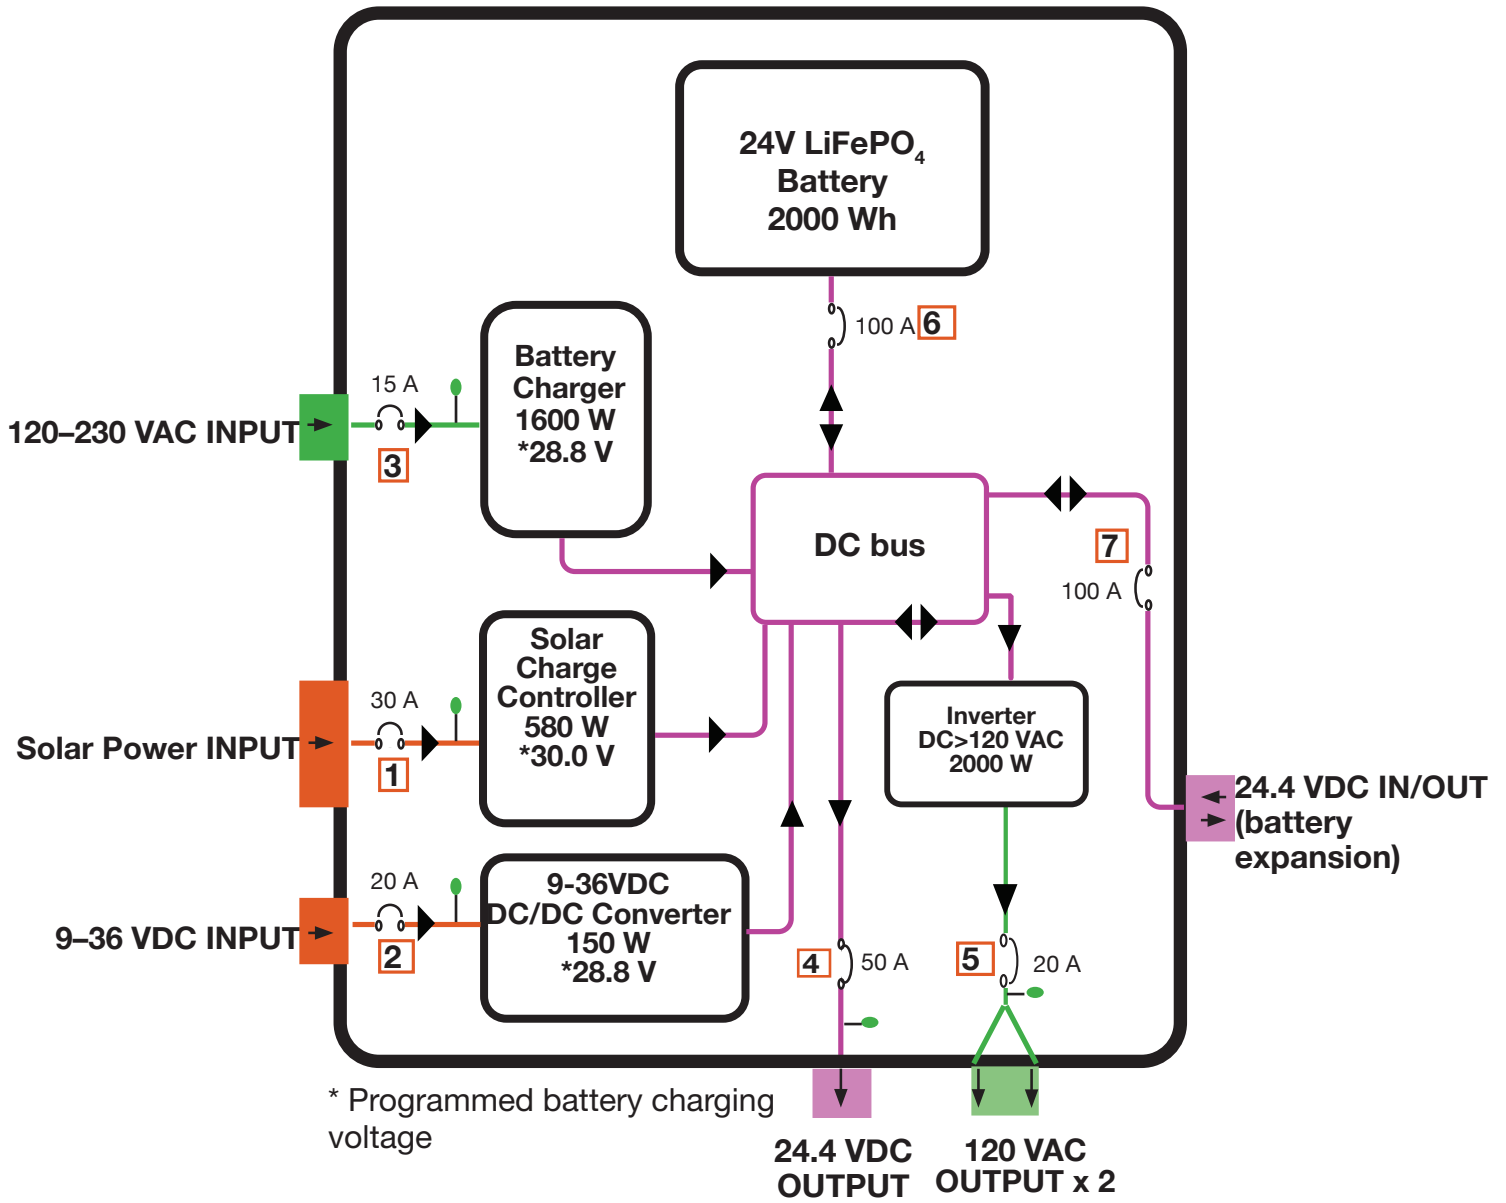 24V LiFePO4
Battery
2000 Wh
100 A 6
Battery
Charger
1600 W
*28.8 V
15 A
120–230 VAC INPUT
3
DC bus
7
100 A
Solar
Charge
Controller
580 W
*30.0 V
30 A
Solar Power INPUT
1
Inverter
DC>120 VAC
2000 W
24.4 VDC IN/OUT
(battery
expansion)
9-36VDC
DC/DC Converter
150 W
*28.8 V
20 A
9–36 VDC INPUT
2
4 50 A
5 20 A
* Programmed battery charging
voltage
24.4 VDC
OUTPUT
120 VAC
OUTPUT x 2